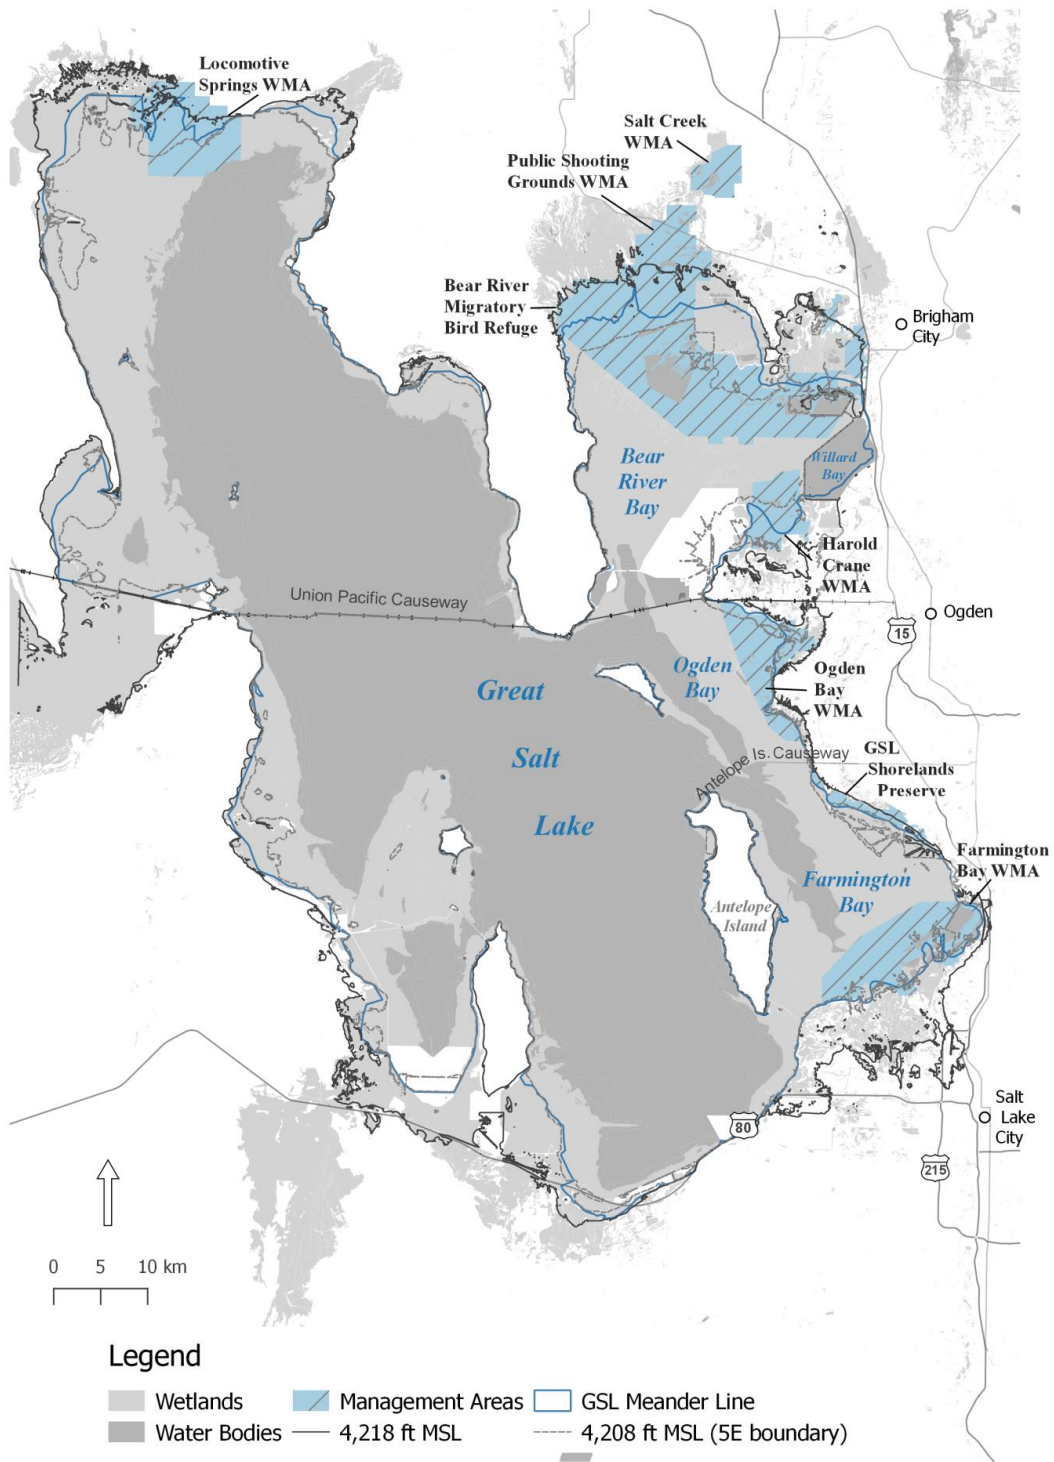 Locomotive
Springs WMA
Salt Creek
WMA
Public Shooting
Grounds WMA
Bear River
Migratory
Bird Refuge
Brigham
City
Bear
River
Bay
Willard
Bay
Harold
Crane
WMA
Union Pacific Causeway
Ogden
15
Ogden
Bay
Ogden
Bay
WMA
Great
Salt
Lake
Antelope Is. Causeway
GSL
Shorelands
Preserve
Farmington
Bay WMA
Farmington
Bay
Antelope
Island
Salt
Lake
City
80
215
0 5 10 km
Legend
Wetlands
Management Areas
GSL Meander Line
Water Bodies
4,218 ft MSL
4,208 ft MSL (5E boundary)